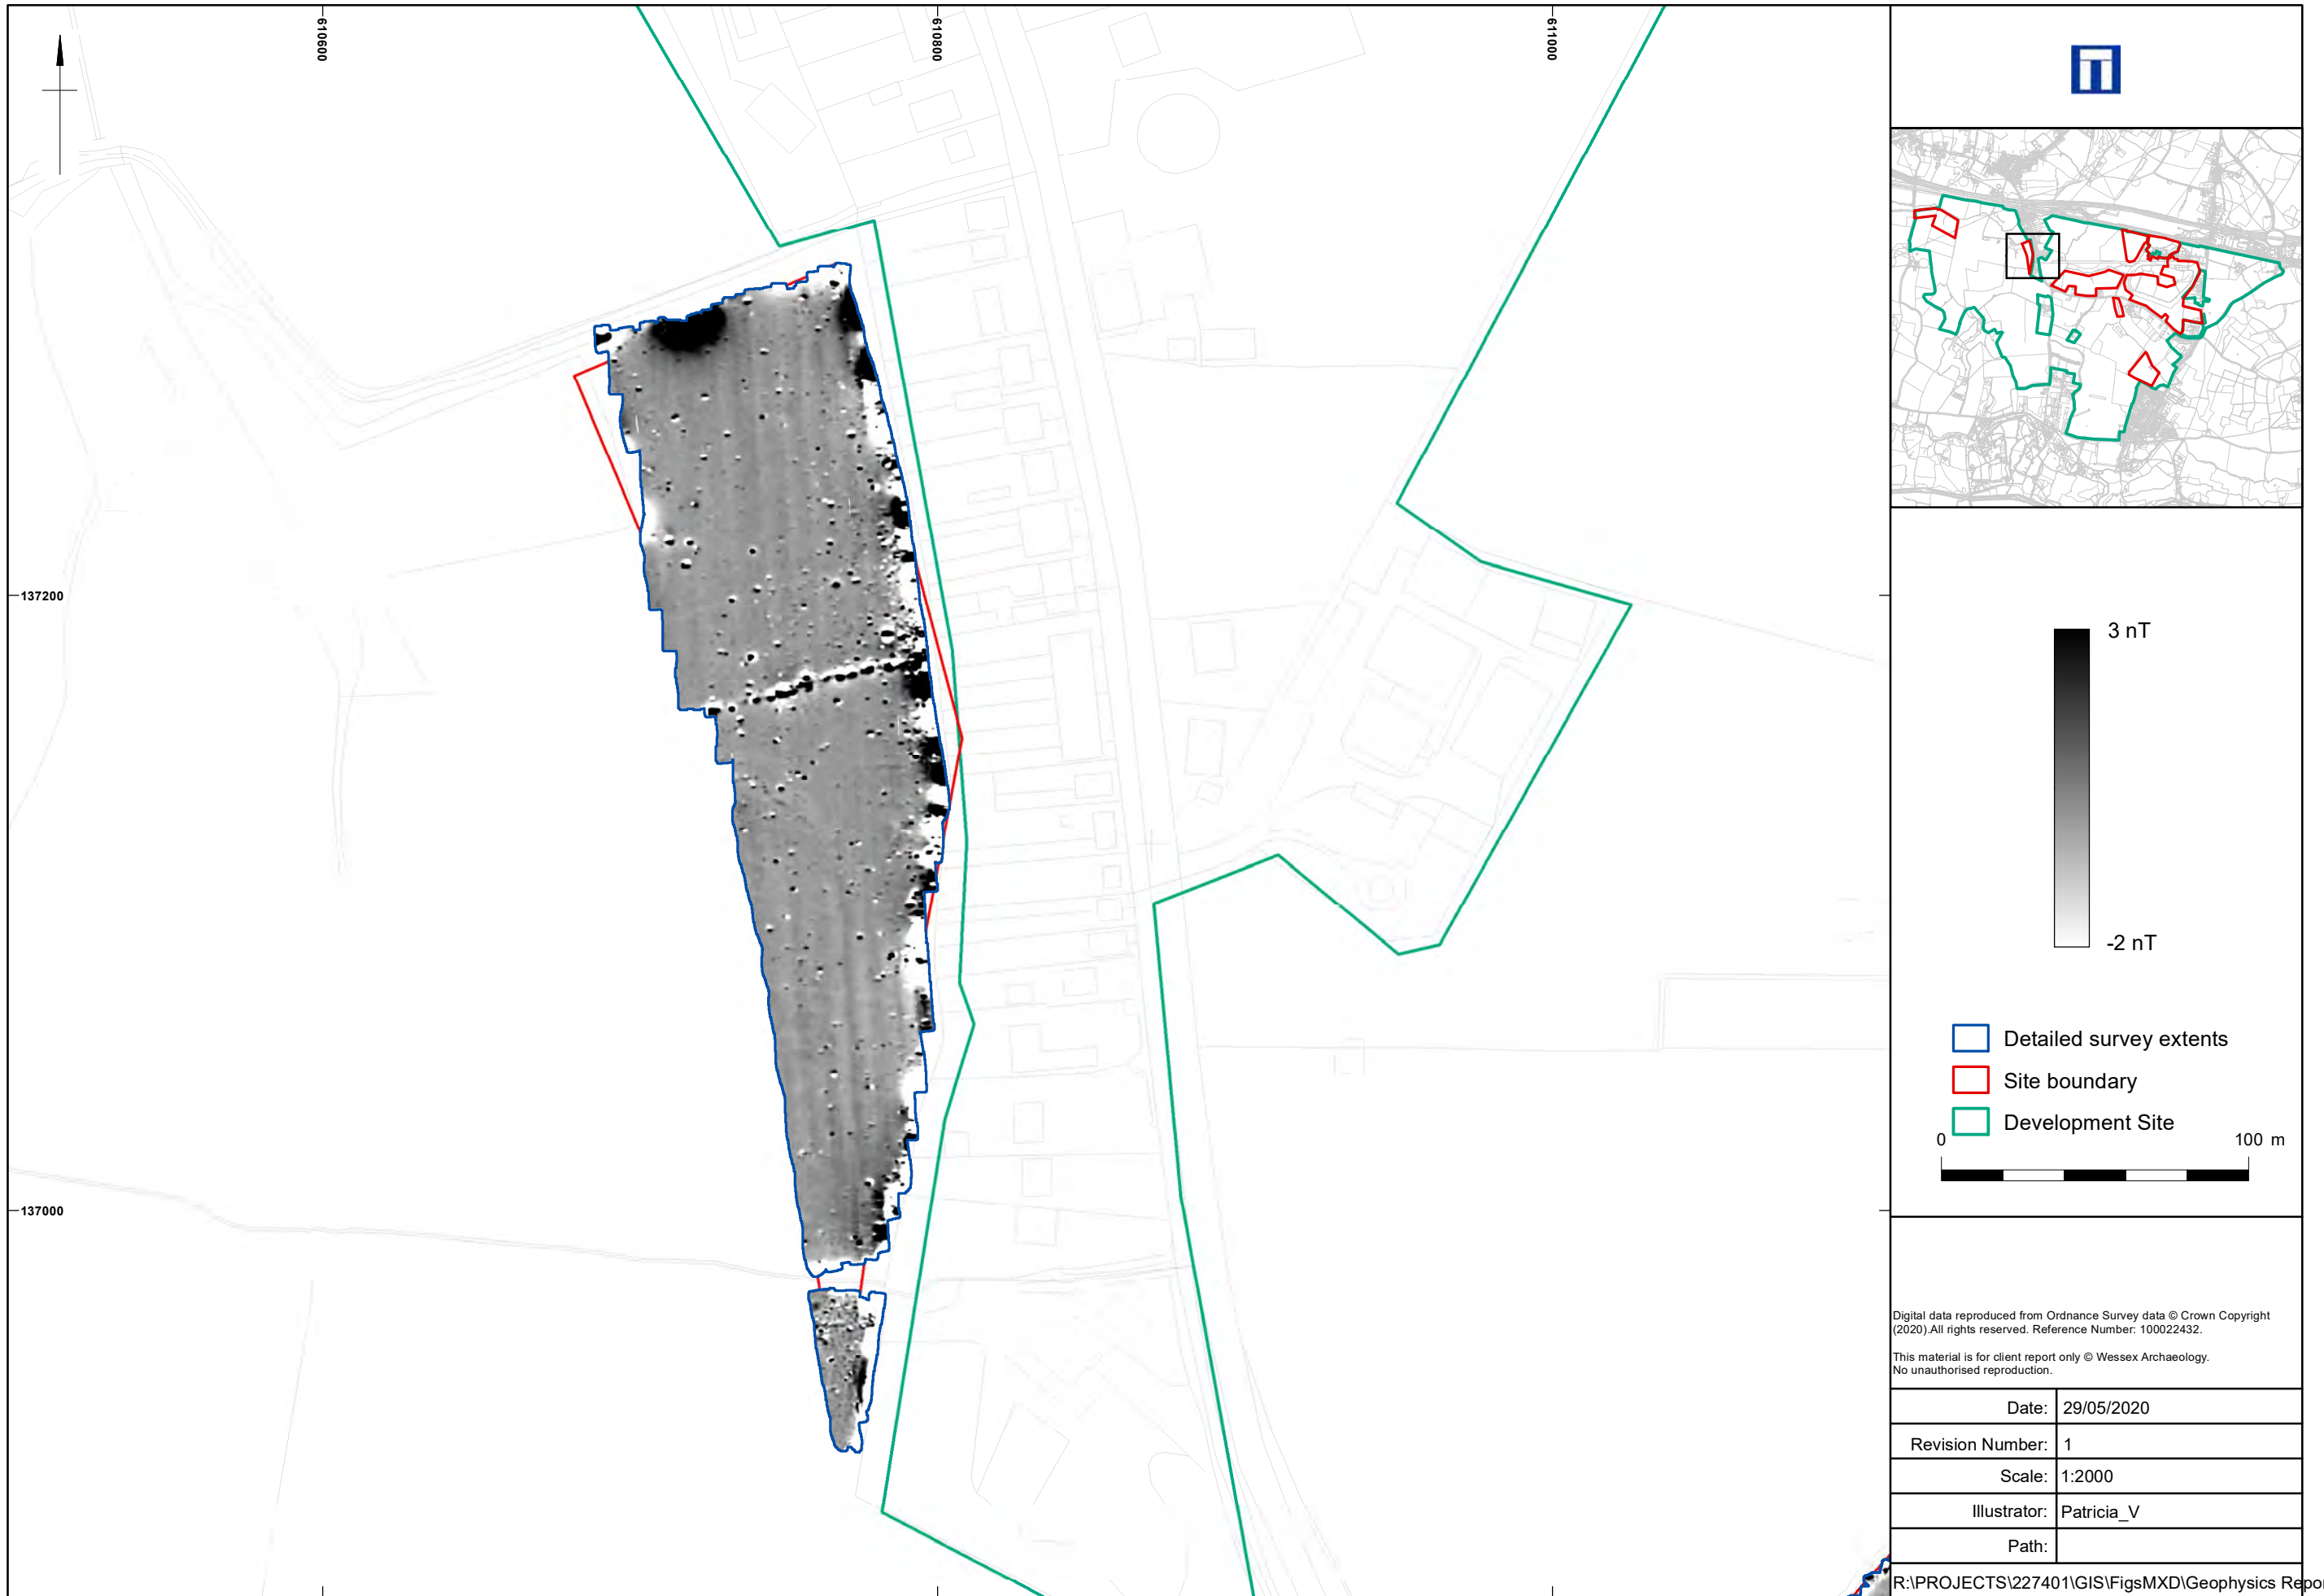 610600
610800
611000
137200
137000
3 nT
-2 nT
Detailed survey extents
Site boundary
Development Site
0 100 m
Digital data reproduced from Ordnance Survey data © Crown Copyright
(2020).All rights reserved. Reference Number: 100022432.
This material is for client report only © Wessex Archaeology.
No unauthorised reproduction.
Date: 29/05/2020
Revision Number: 1
Scale: 1:2000
Illustrator: Patricia_V
Path:
R:\PROJECTS\227401\GIS\FigsMXD\Geophysics Repo